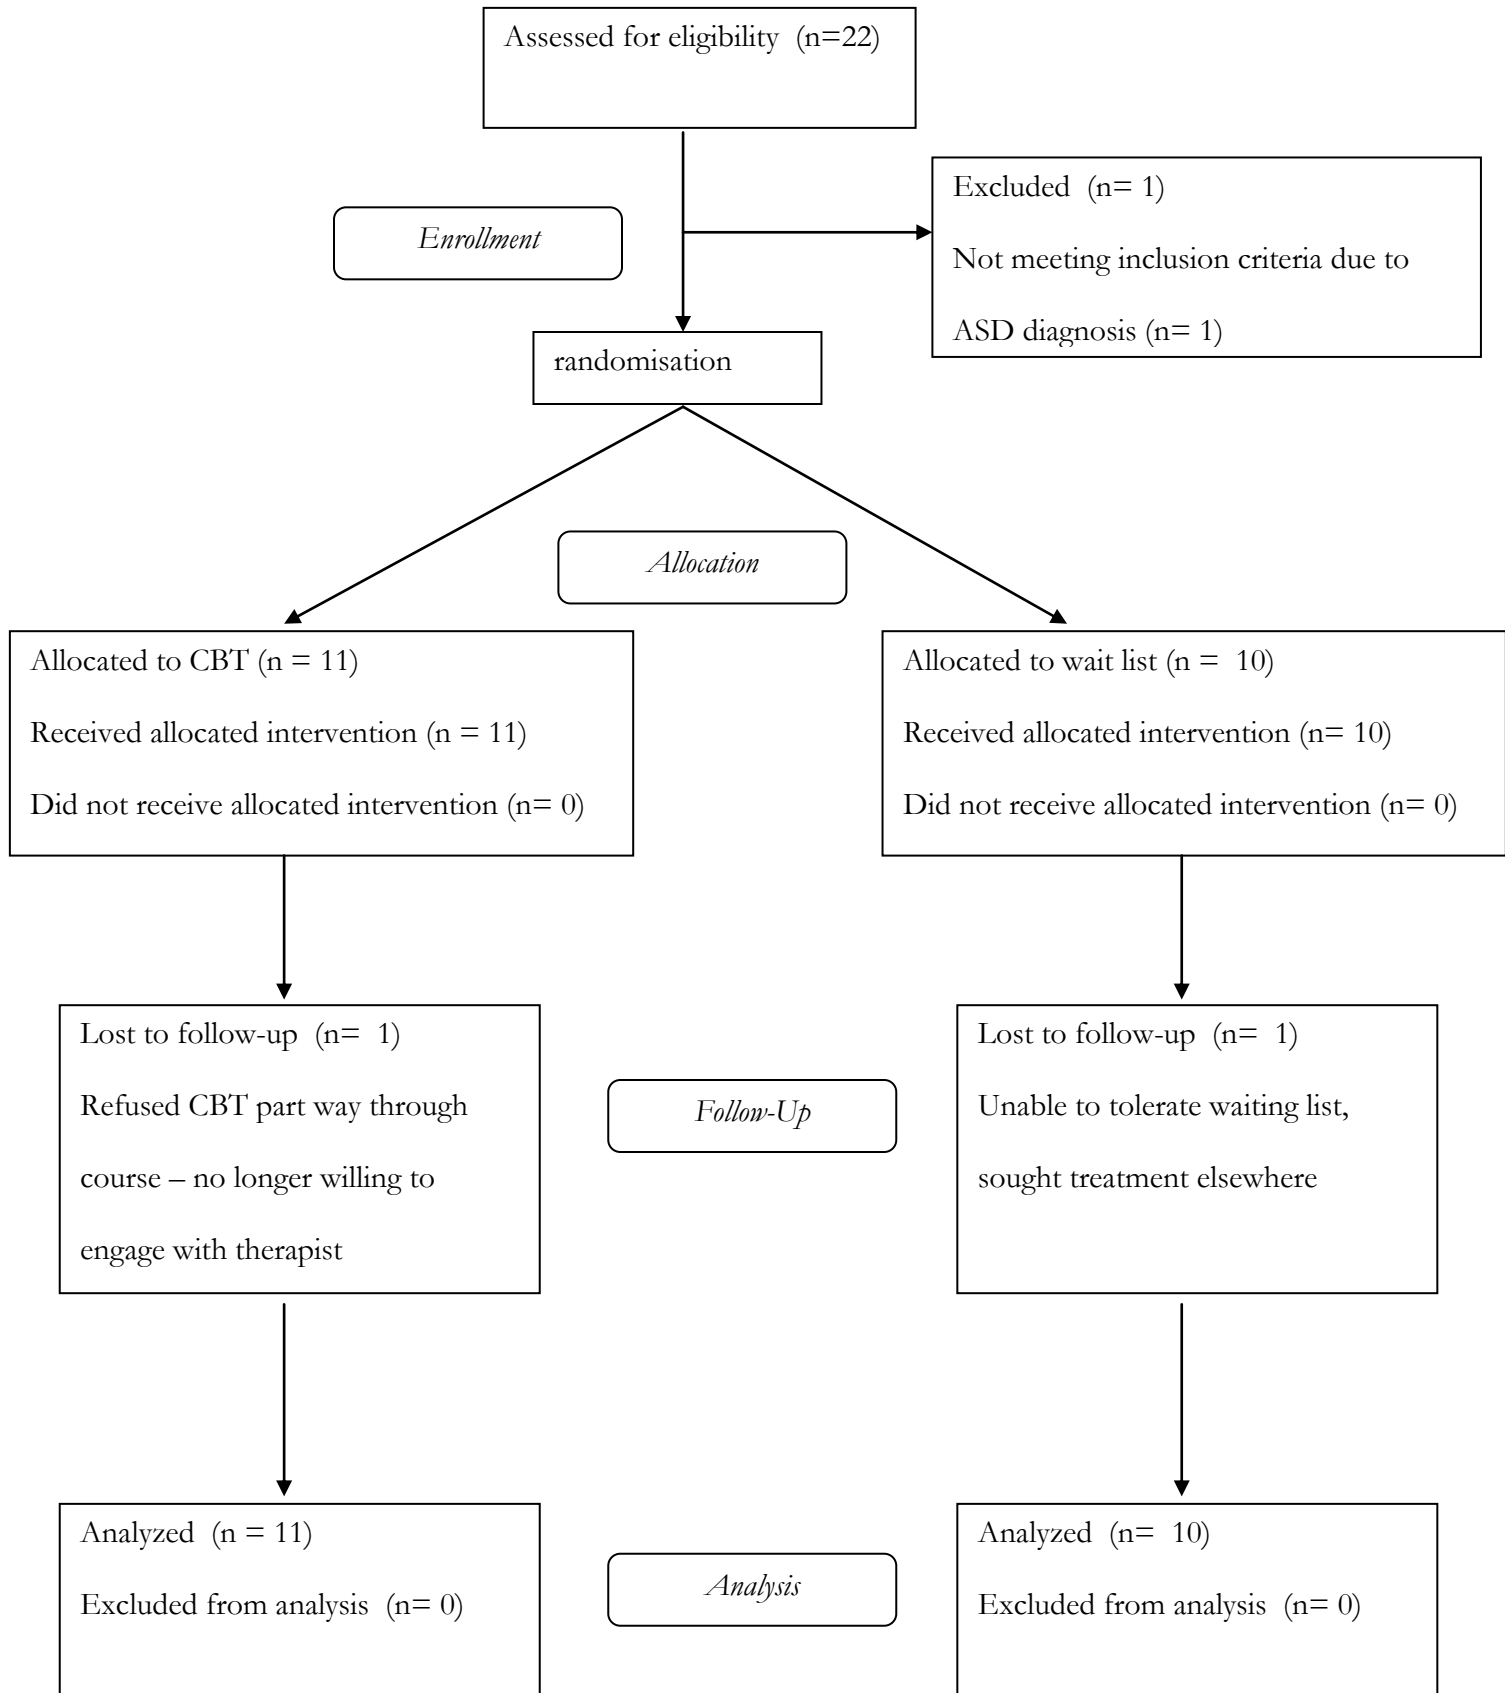 Assessed for eligibility (n=22)
Excluded (n= 1)
Not meeting inclusion criteria due to
ASD diagnosis (n= 1)
Enrollment
randomisation
Allocation
Allocated to CBT (n = 11)
Received allocated intervention (n = 11)
Did not receive allocated intervention (n= 0)
Allocated to wait list (n = 10)
Received allocated intervention (n= 10)
Did not receive allocated intervention (n= 0)
Lost to follow-up (n= 1)
Refused CBT part way through
course – no longer willing to
engage with therapist
Follow-Up
Lost to follow-up (n= 1)
Unable to tolerate waiting list,
sought treatment elsewhere
Analyzed (n = 11)
Excluded from analysis (n= 0)
Analysis
Analyzed (n= 10)
Excluded from analysis (n= 0)